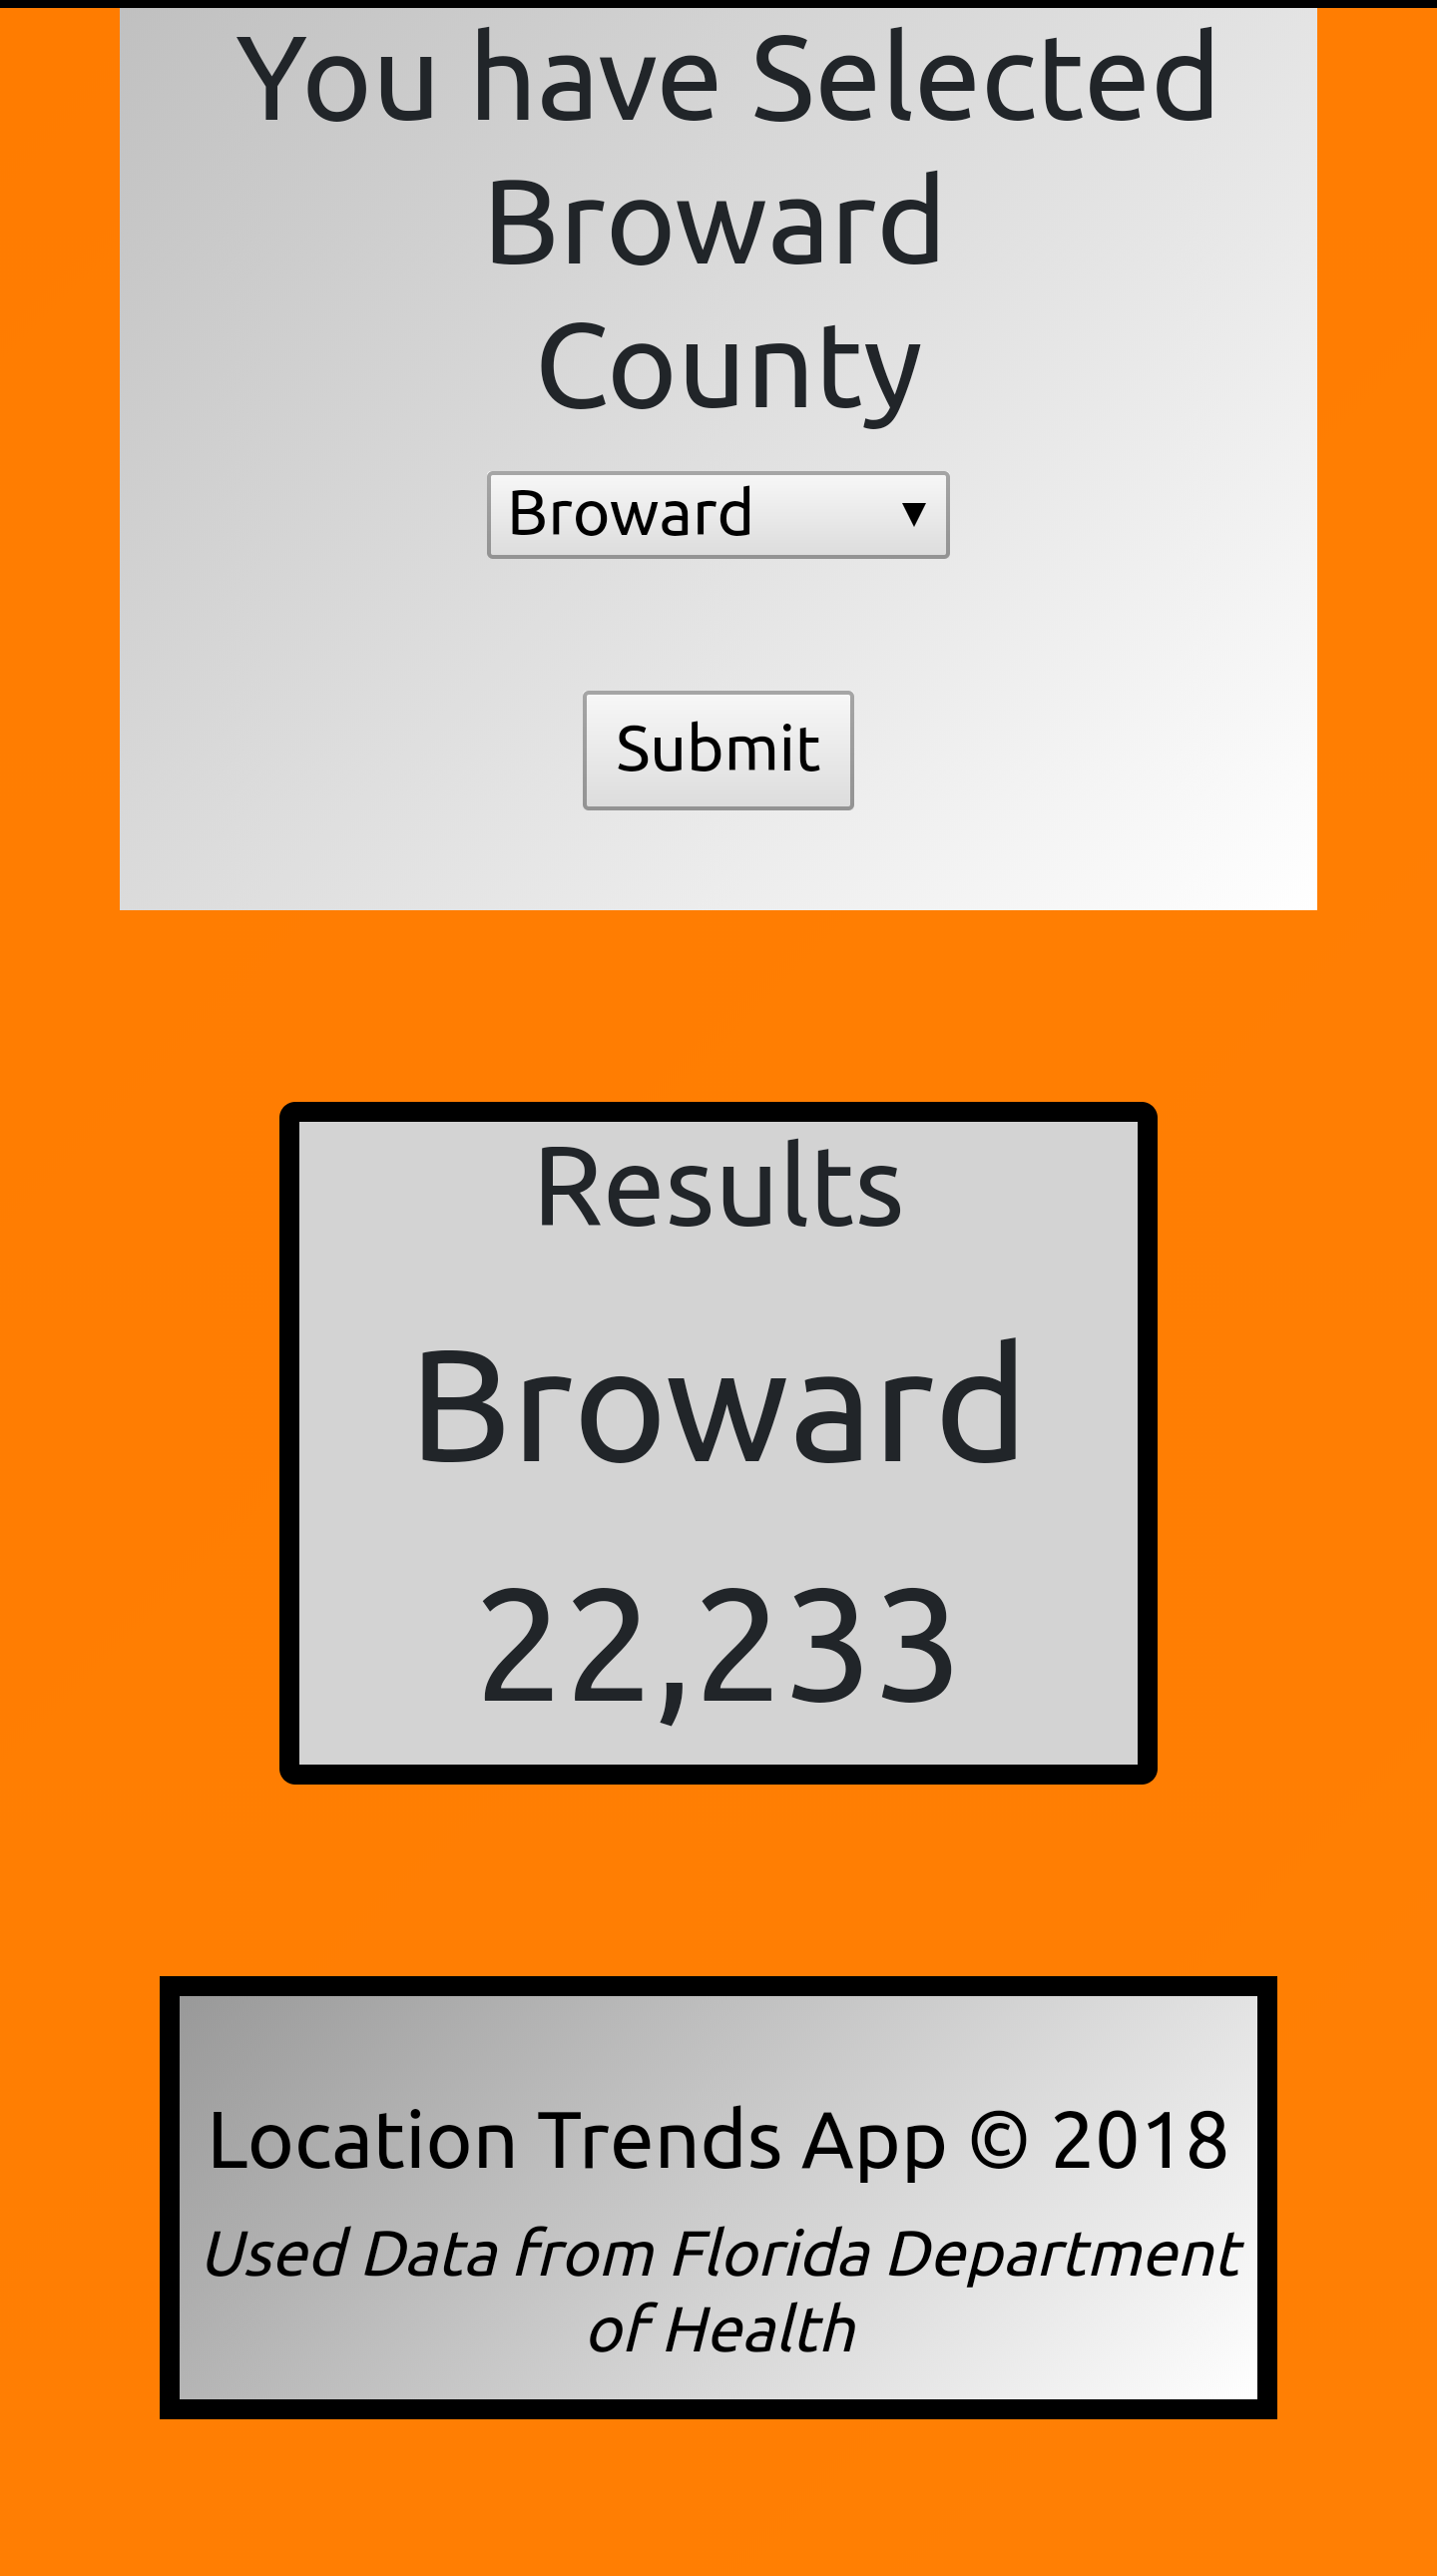 You have Selected
Broward
County
Broward ▼
Submit
Results
Broward
22,233
Location Trends App © 2018
Used Data from Florida Department
of Health